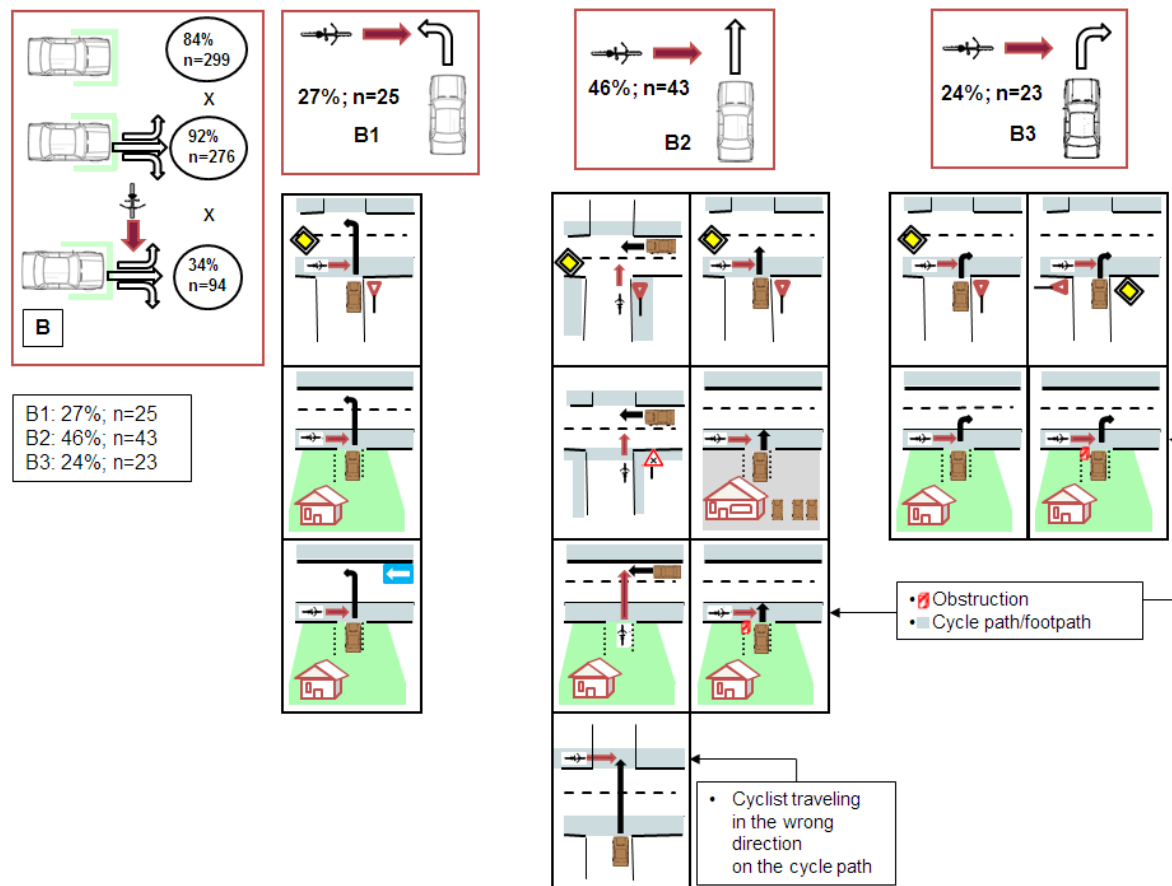 84%
n=299
X
92%
n=276
X
34%
n=94
B
27%; n=25
B1
46%; n=43
B2
24%; n=23
B3
B1: 27%; n=25
B2: 46%; n=43
B3: 24%; n=23
• Obstruction
• Cycle path/footpath
• Cyclist traveling
in the wrong
direction
on the cycle path